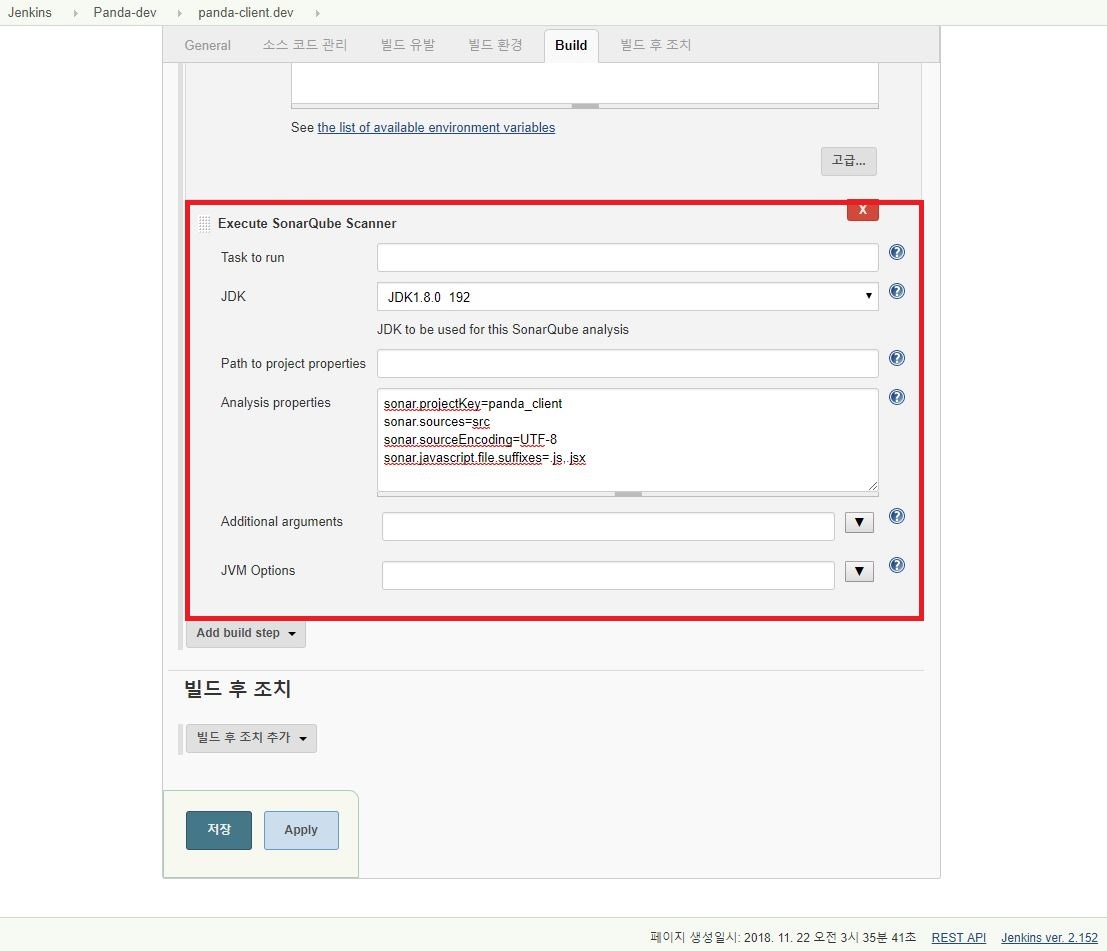 Jenkins Panda-dev panda-client.dev
General 소스 코드 관리 빌드 유발 빌드 환경 Build 빌드 후 조치
See the list of available environment variables
고급...
X
Execute SonarQube Scanner
Task to run
JDK JDK1.8.0 192
JDK to be used for this SonarQube analysis
Path to project properties
Analysis properties sonar.projectKey=panda_client
sonar.sources=src
sonar.sourceEncoding=UTF-8
sonar.javascript.file.suffixes=.js,.jsx
Additional arguments
JVM Options
Add build step
빌드 후 조치
빌드 후 조치 추가
저장 Apply
페이지 생성일시: 2018. 11. 22 오전 3시 35분 41초 REST API Jenkins ver. 2.152